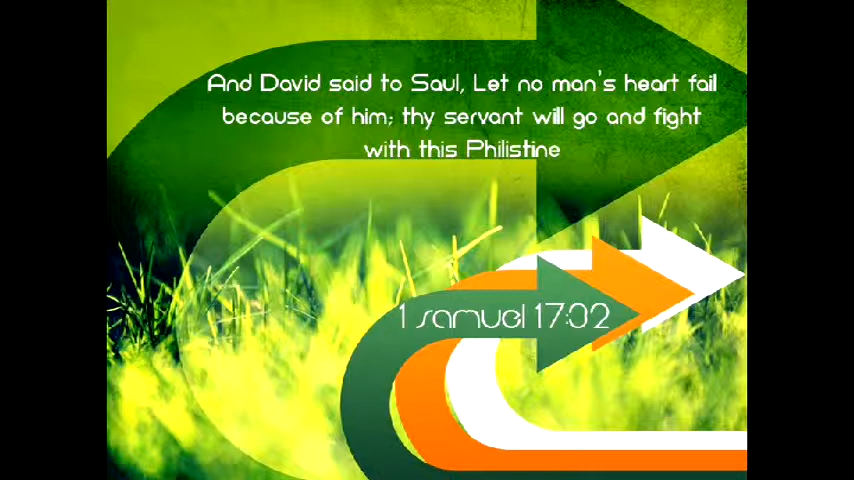 And David said to Saul, Let no man's heart fail
because of him; thy servant will go and fight
with this Philistine
1 samuel 17:02